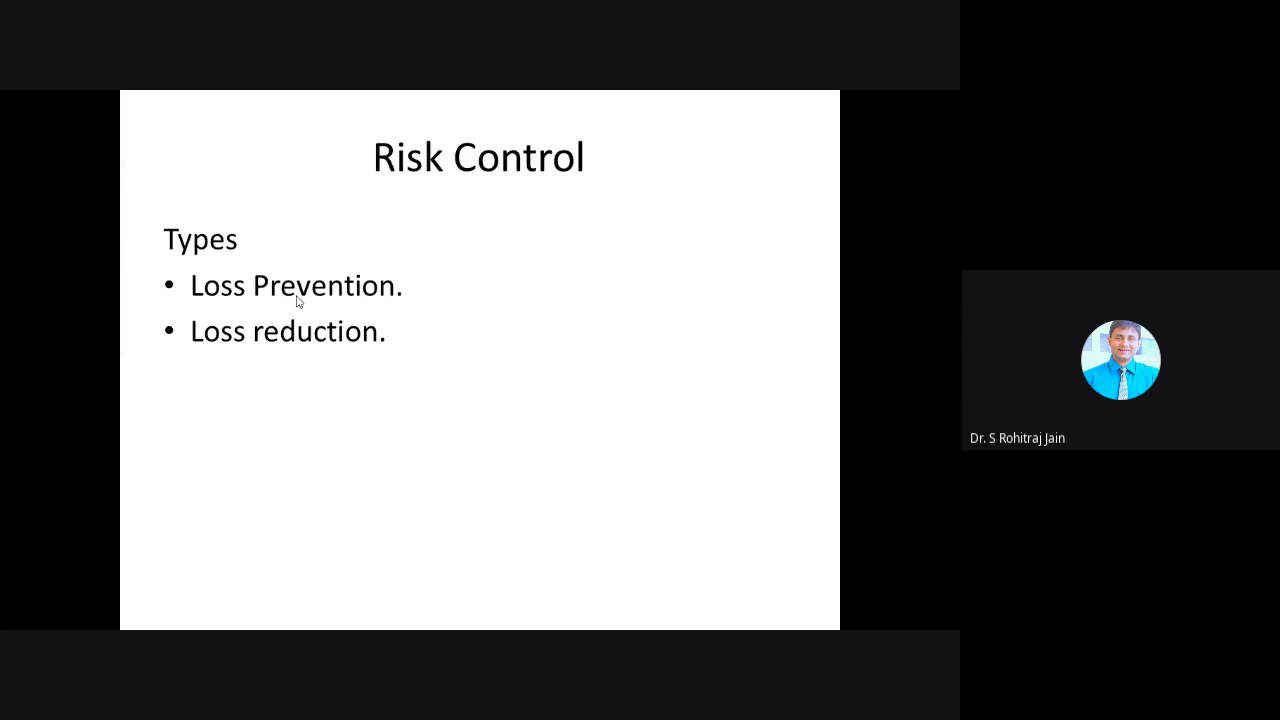 Risk Control
Types
• Loss Prevention.
• Loss reduction.
Dr. S Rohitraj Jain